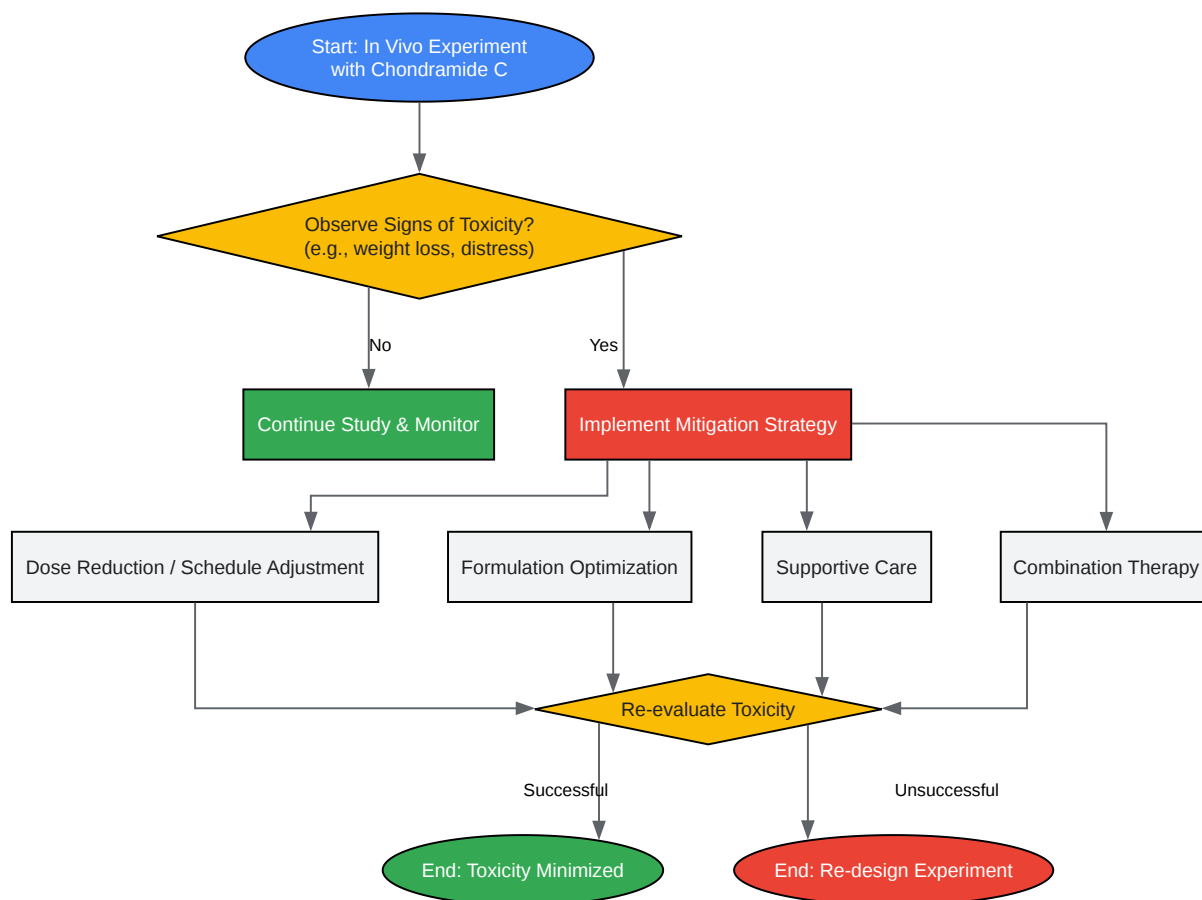 Start: In Vivo Experiment
with Chondramide C
Observe Signs of Toxicity?
(e.g., weight loss, distress)
No
Yes
Continue Study & Monitor
Implement Mitigation Strategy
Dose Reduction / Schedule Adjustment
Formulation Optimization
Supportive Care
Combination Therapy
Re-evaluate Toxicity
Successful
Unsuccessful
End: Toxicity Minimized
End: Re-design Experiment